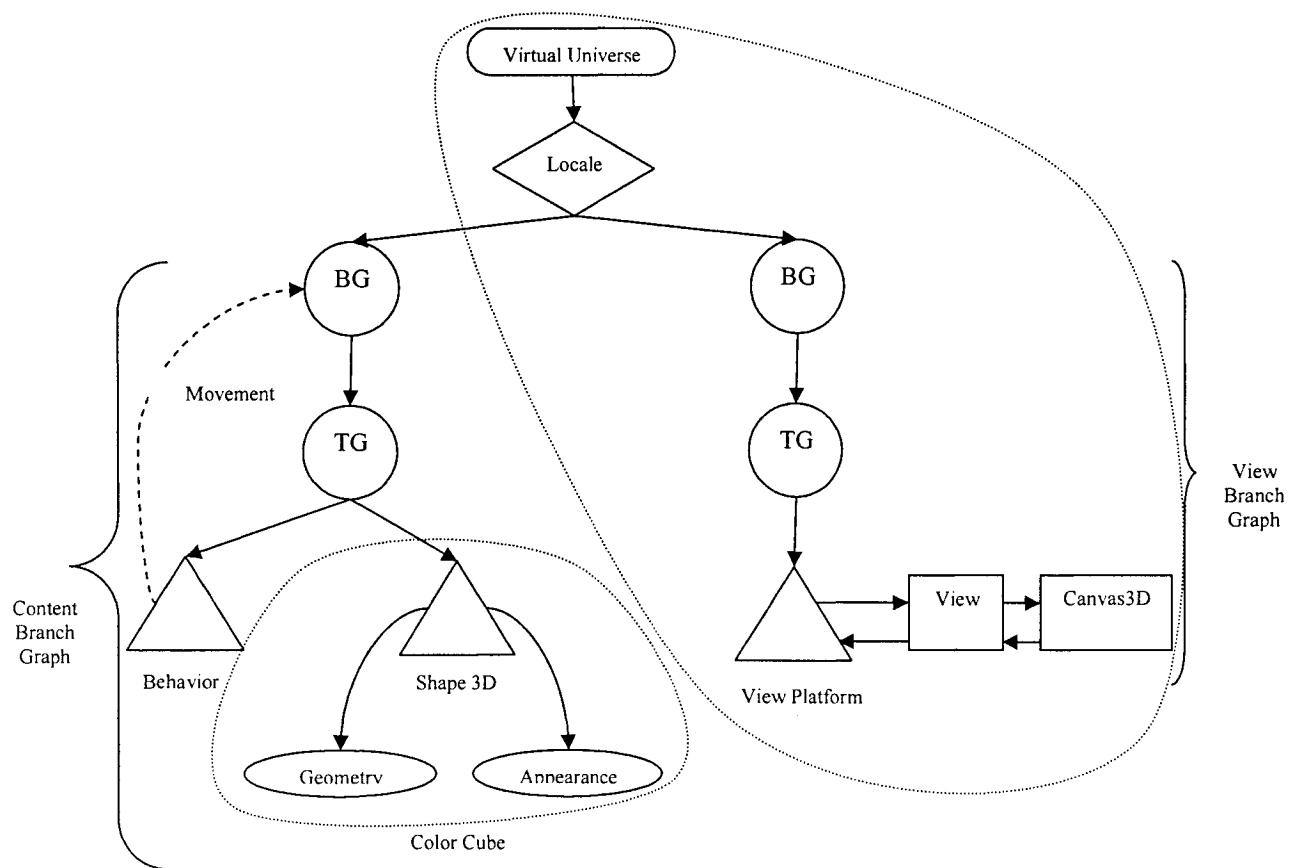 Virtual Universe
Locale
BG
BG
Movement
TG
TG
View
Branch
Graph
View
Canvas3D
Content
Branch
Graph
Behavior
Shape 3D
View Platform
Geometry
Appearance
Color Cube